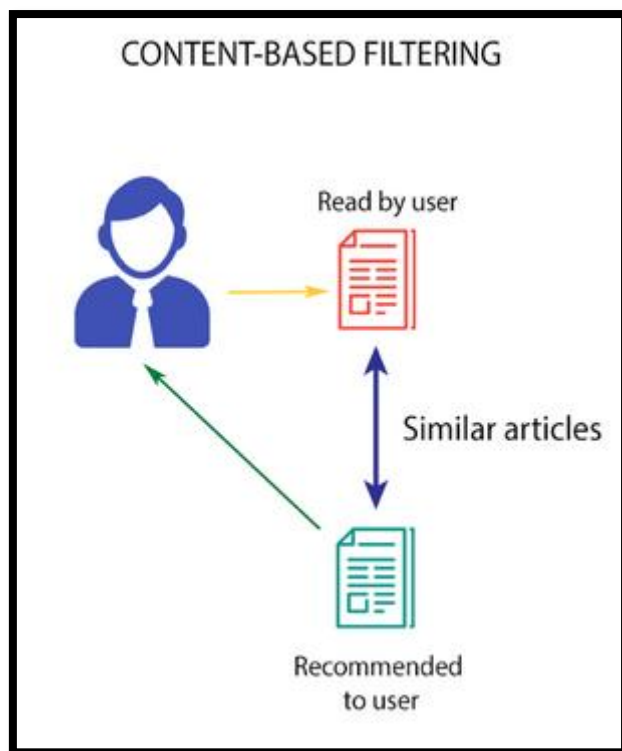 CONTENT-BASED FILTERING
Read by user
Similar articles
Recommended
to user